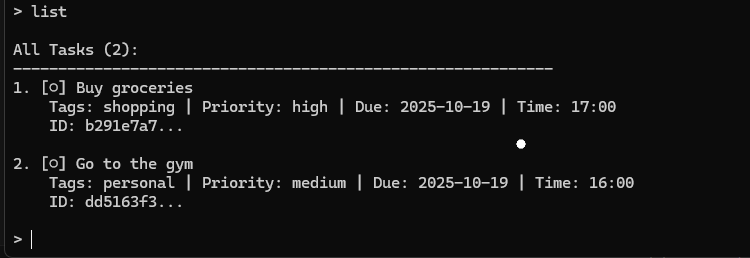 > list
All Tasks (2):
------------------------------------------------------------
1. [○] Buy groceries
Tags: shopping | Priority: high | Due: 2025-10-19 | Time: 17:00
ID: b291e7a7...
2. [○] Go to the gym
Tags: personal | Priority: medium | Due: 2025-10-19 | Time: 16:00
ID: dd5163f3...
>